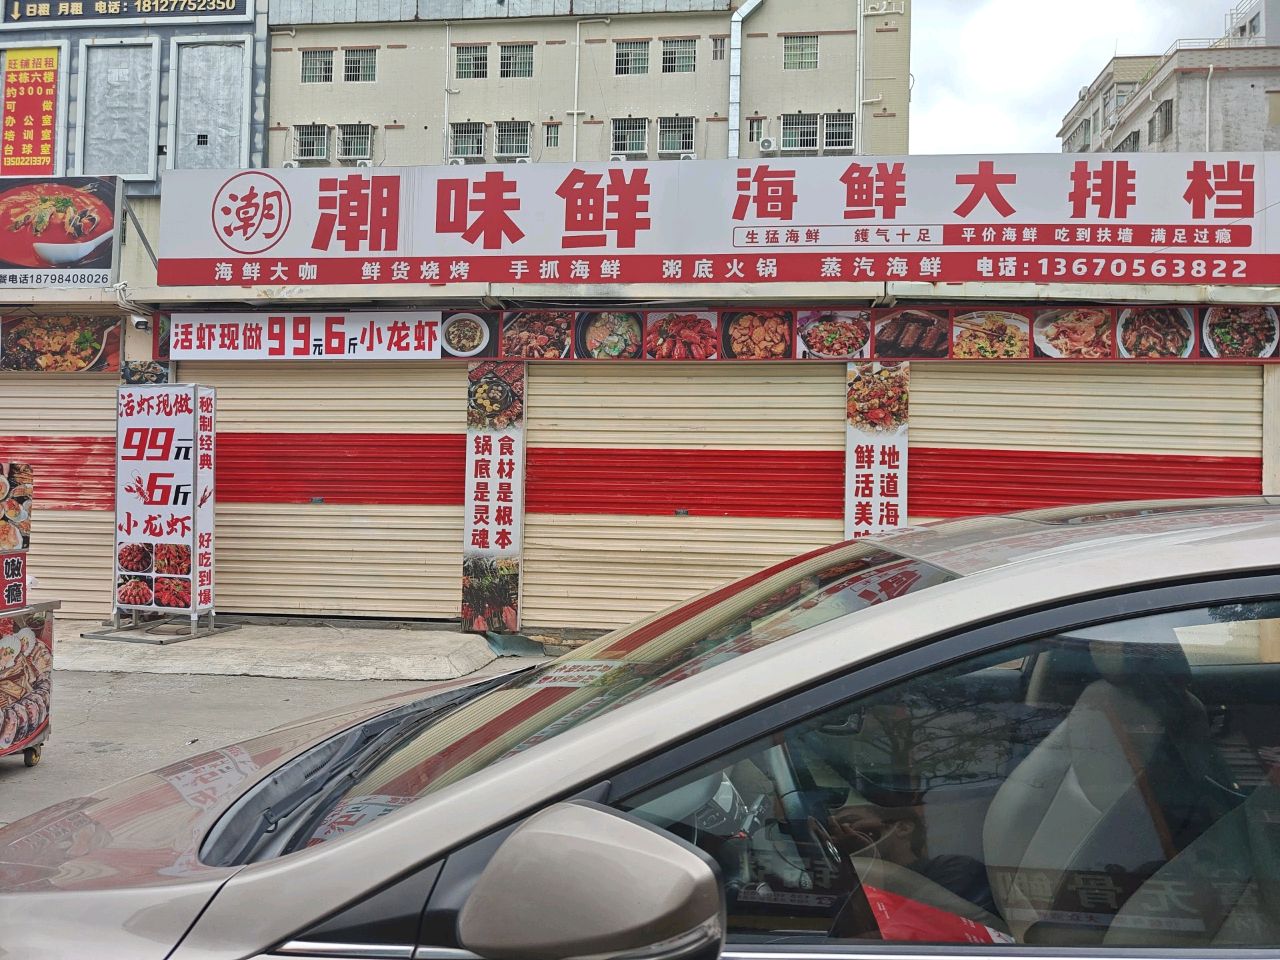 日租 月租 电话：18127752350
旺铺招租
本栋六楼
约300㎡
可做
办公室
培训室
台球室
13502213379
餐电话18798408026
潮
潮味鲜 海鲜大排档
生猛海鲜 鑊气十足 平价海鲜 吃到扶墙 满足过瘾
海鲜大咖 鲜货烧烤 手抓海鲜 粥底火锅 蒸汽海鲜 电话：13670563822
活虾现做99元6斤小龙虾
活虾现做
99元
6斤
小龙虾
秘制经典
好吃到爆
食材是根本
锅底是灵魂
地道海
鲜活美味
嫩
瘾